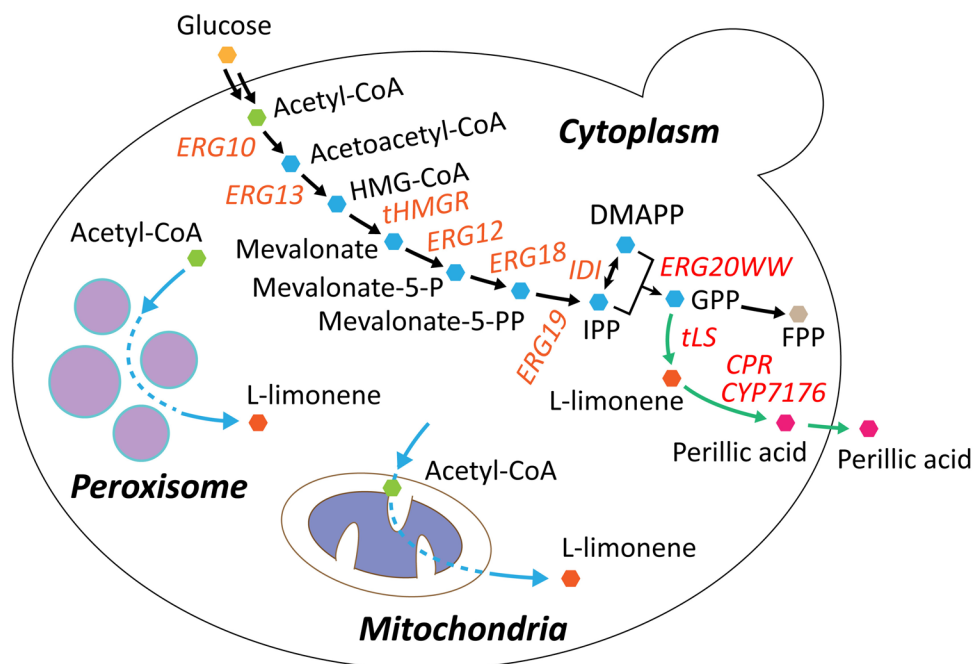 Glucose
Acetyl-CoA
Cytoplasm
ERG10
Acetoacetyl-CoA
ERG13
HMG-CoA
tHMGR
DMAPP
Acetyl-CoA
Mevalonate
ERG12
ERG18
IDI
ERG20WW
Mevalonate-5-P
GPP
Mevalonate-5-PP
ERG19
IPP
FPP
tLS
CPR
CYP7176
L-limonene
L-limonene
Perillic acid
Perillic acid
Peroxisome
Acetyl-CoA
L-limonene
Mitochondria